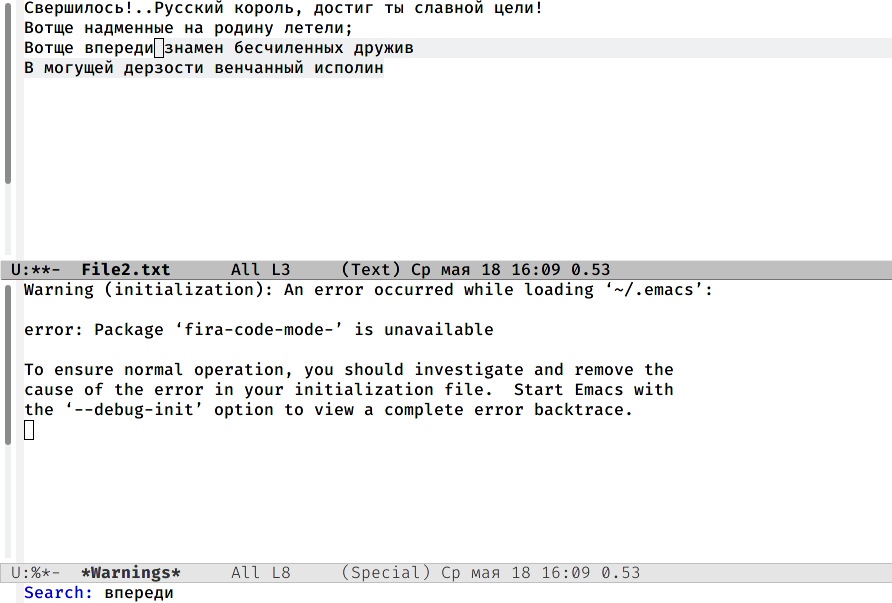 Свершилось!..Русский король, достиг ты славной цели!
Вотще надменные на родину летели;
Вотще впереди знамен бесчиленных дружив
В могущей дерзости венчанный исполин
U:**-  File2.txt      All L3     (Text) Ср мая 18 16:09 0.53
Warning (initialization): An error occurred while loading ‘~/.emacs’:
error: Package ‘fira-code-mode-’ is unavailable
To ensure normal operation, you should investigate and remove the
cause of the error in your initialization file.  Start Emacs with
the ‘--debug-init’ option to view a complete error backtrace.
U:%*-  *Warnings*     All L8     (Special) Ср мая 18 16:09 0.53
Search: впереди